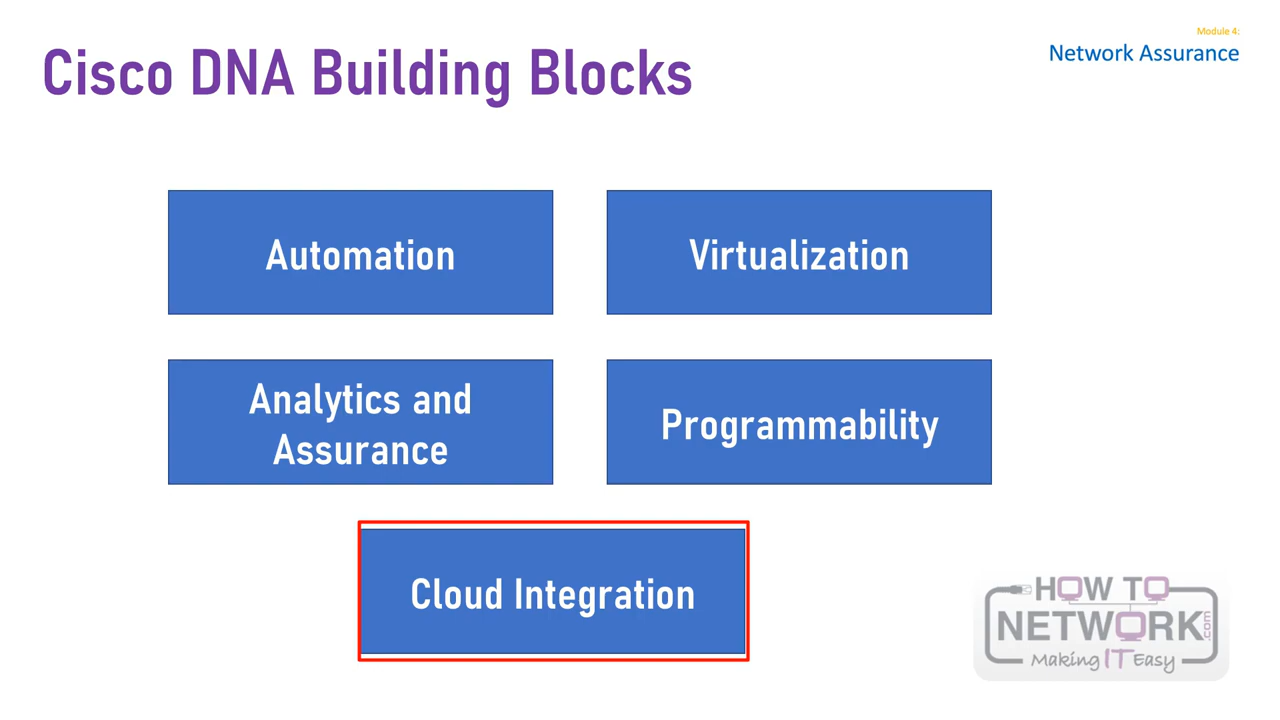 Module 4:
Network Assurance
Cisco DNA Building Blocks
Automation
Virtualization
Analytics and
Assurance
Programmability
Cloud Integration
HOW TO
NETWORK.com
Making IT Easy